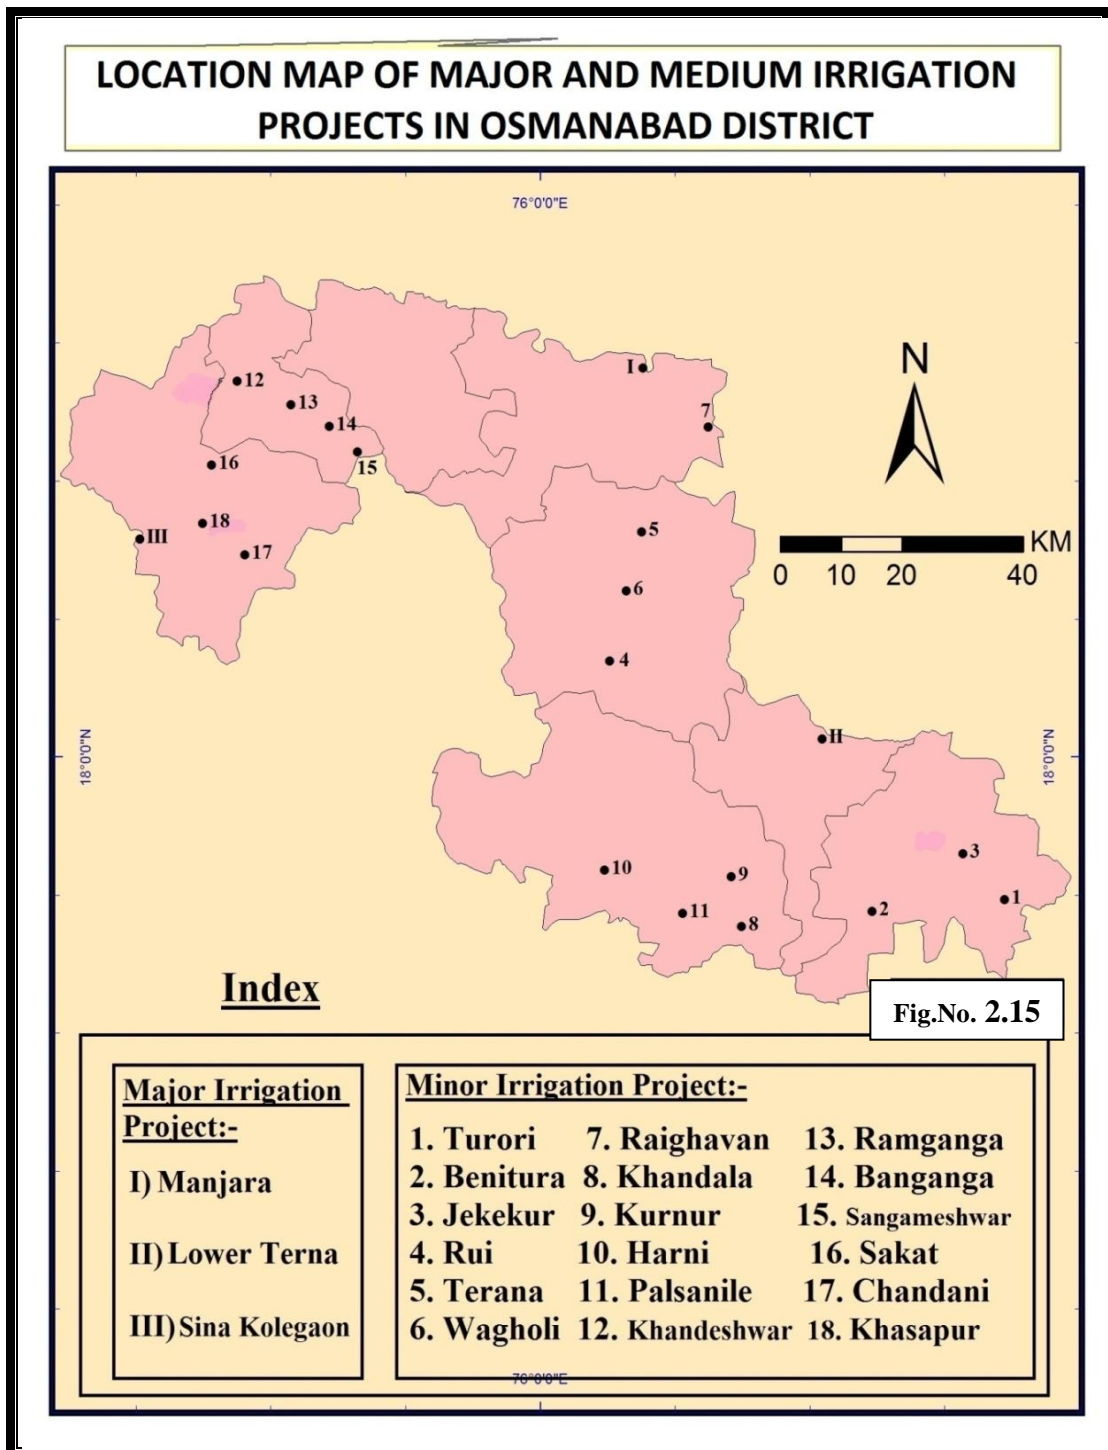 LOCATION MAP OF MAJOR AND MEDIUM IRRIGATION
PROJECTS IN OSMANABAD DISTRICT
76°0'0"E
N
I
7
12
13
14
15
16
18
III
17
5
6
4
KM
0 10 20 40
18°0'0"N
18°0'0"N
II
10
9
11
8
3
2
1
Index
Fig.No. 2.15
Major Irrigation
Project:-
I) Manjara
II) Lower Terna
III) Sina Kolegaon
Minor Irrigation Project:-
1. Turori 7. Raighavan 13. Ramganga
2. Benitura 8. Khandala 14. Banganga
3. Jekekur 9. Kurnur 15. Sangameshwar
4. Rui 10. Harni 16. Sakat
5. Terana 11. Palsanile 17. Chandani
6. Wagholi 12. Khandeshwar 18. Khasapur
76°0'0"E